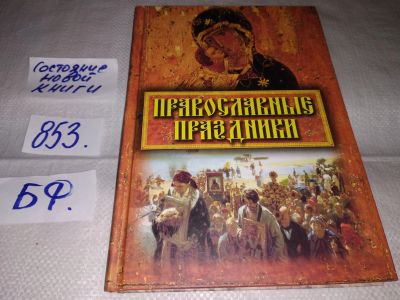 Состояние
новой
книги
853.
БФ.
ПРАВОСЛАВНЫЕ
ПРАЗДНИКИ